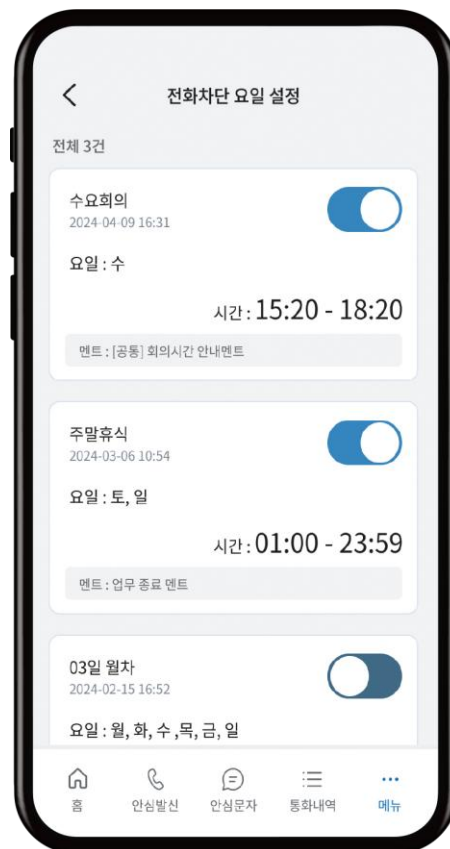 전화차단 요일 설정
전체 3건
수요회의
2024-04-09 16:31
요일 : 수
시간 : 15:20 - 18:20
멘트 : [공통] 회의시간 안내멘트
주말휴식
2024-03-06 10:54
요일 : 토, 일
시간 : 01:00 - 23:59
멘트 : 업무 종료 멘트
03일 월차
2024-02-15 16:52
요일 : 월, 화, 수 ,목, 금, 일
홈 안심발신 안심문자 통화내역 메뉴